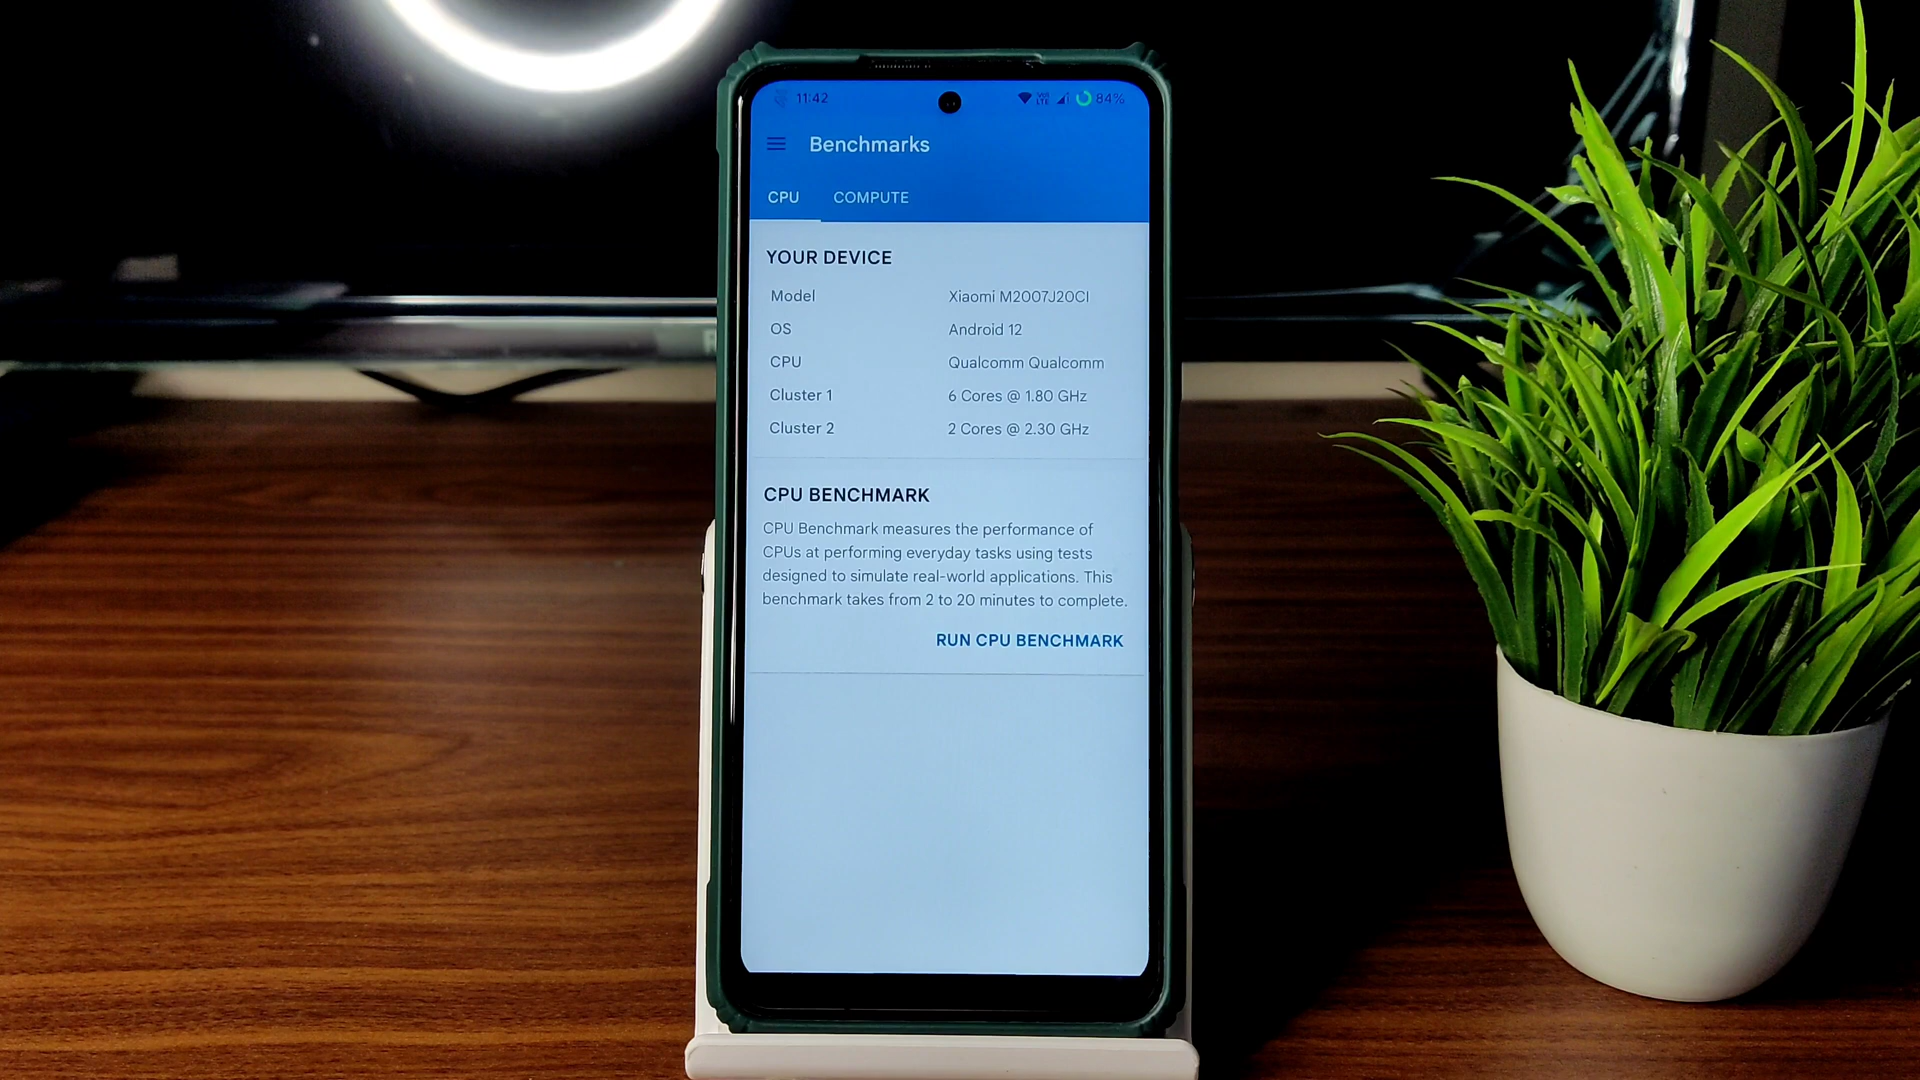 11:42 Vo LTE 84%
Benchmarks
CPU COMPUTE
YOUR DEVICE
Model Xiaomi M2007J20CI
OS Android 12
CPU Qualcomm Qualcomm
Cluster 1 6 Cores @ 1.80 GHz
Cluster 2 2 Cores @ 2.30 GHz
CPU BENCHMARK
CPU Benchmark measures the performance of
CPUs at performing everyday tasks using tests
designed to simulate real-world applications. This
benchmark takes from 2 to 20 minutes to complete.
RUN CPU BENCHMARK